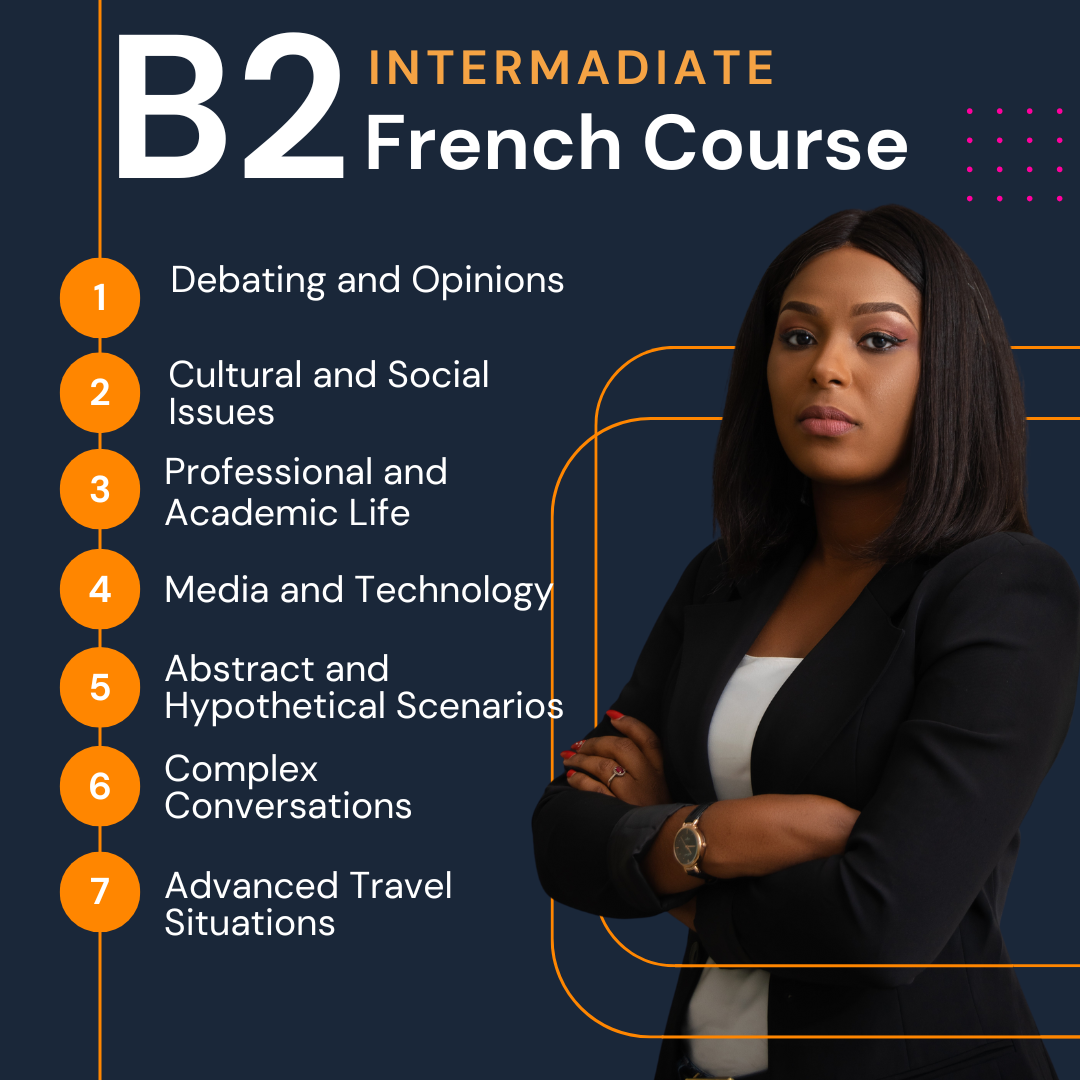 B2
INTERMADIATE
French Course
1
Debating and Opinions
2
Cultural and Social
Issues
3
Professional and
Academic Life
4
Media and Technology
5
Abstract and
Hypothetical Scenarios
6
Complex
Conversations
7
Advanced Travel
Situations